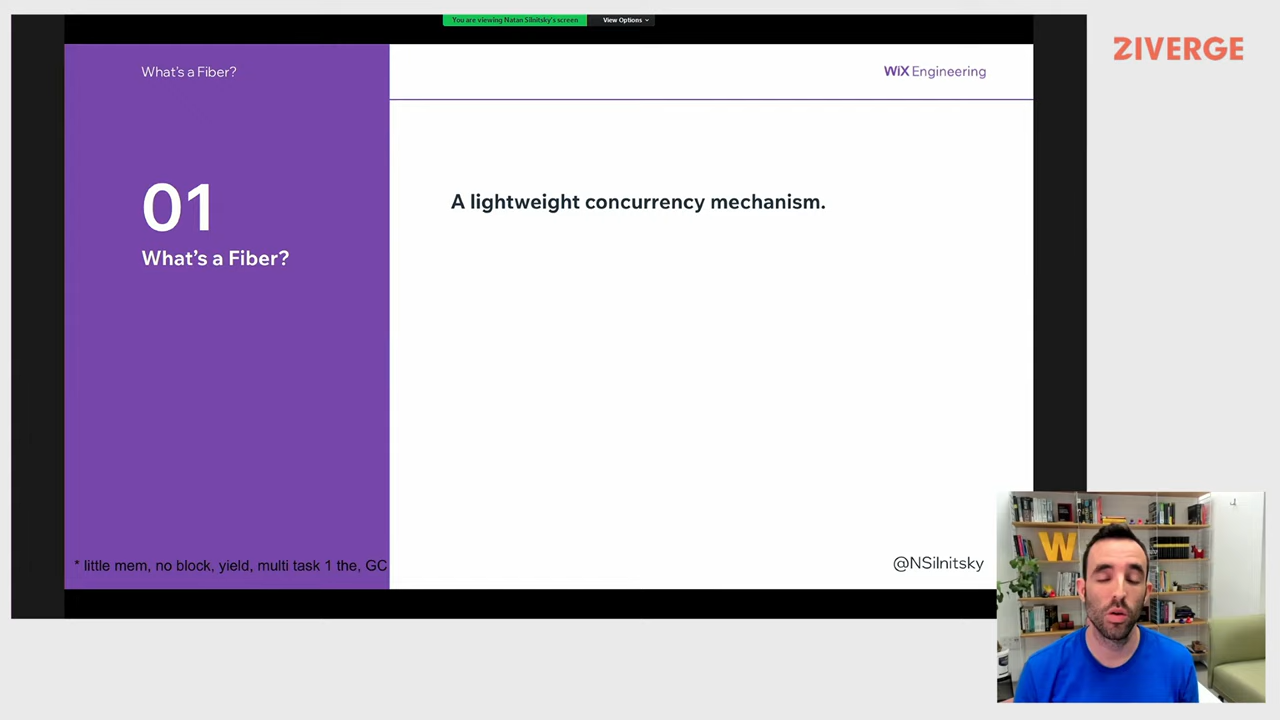 You are viewing Natan Silnitsky's screen View Options
ZIVERGE
What's a Fiber?
WiX Engineering
01
What's a Fiber?
A lightweight concurrency mechanism.
* little mem, no block, yield, multi task 1 the, GC
@NSilnitsky
W